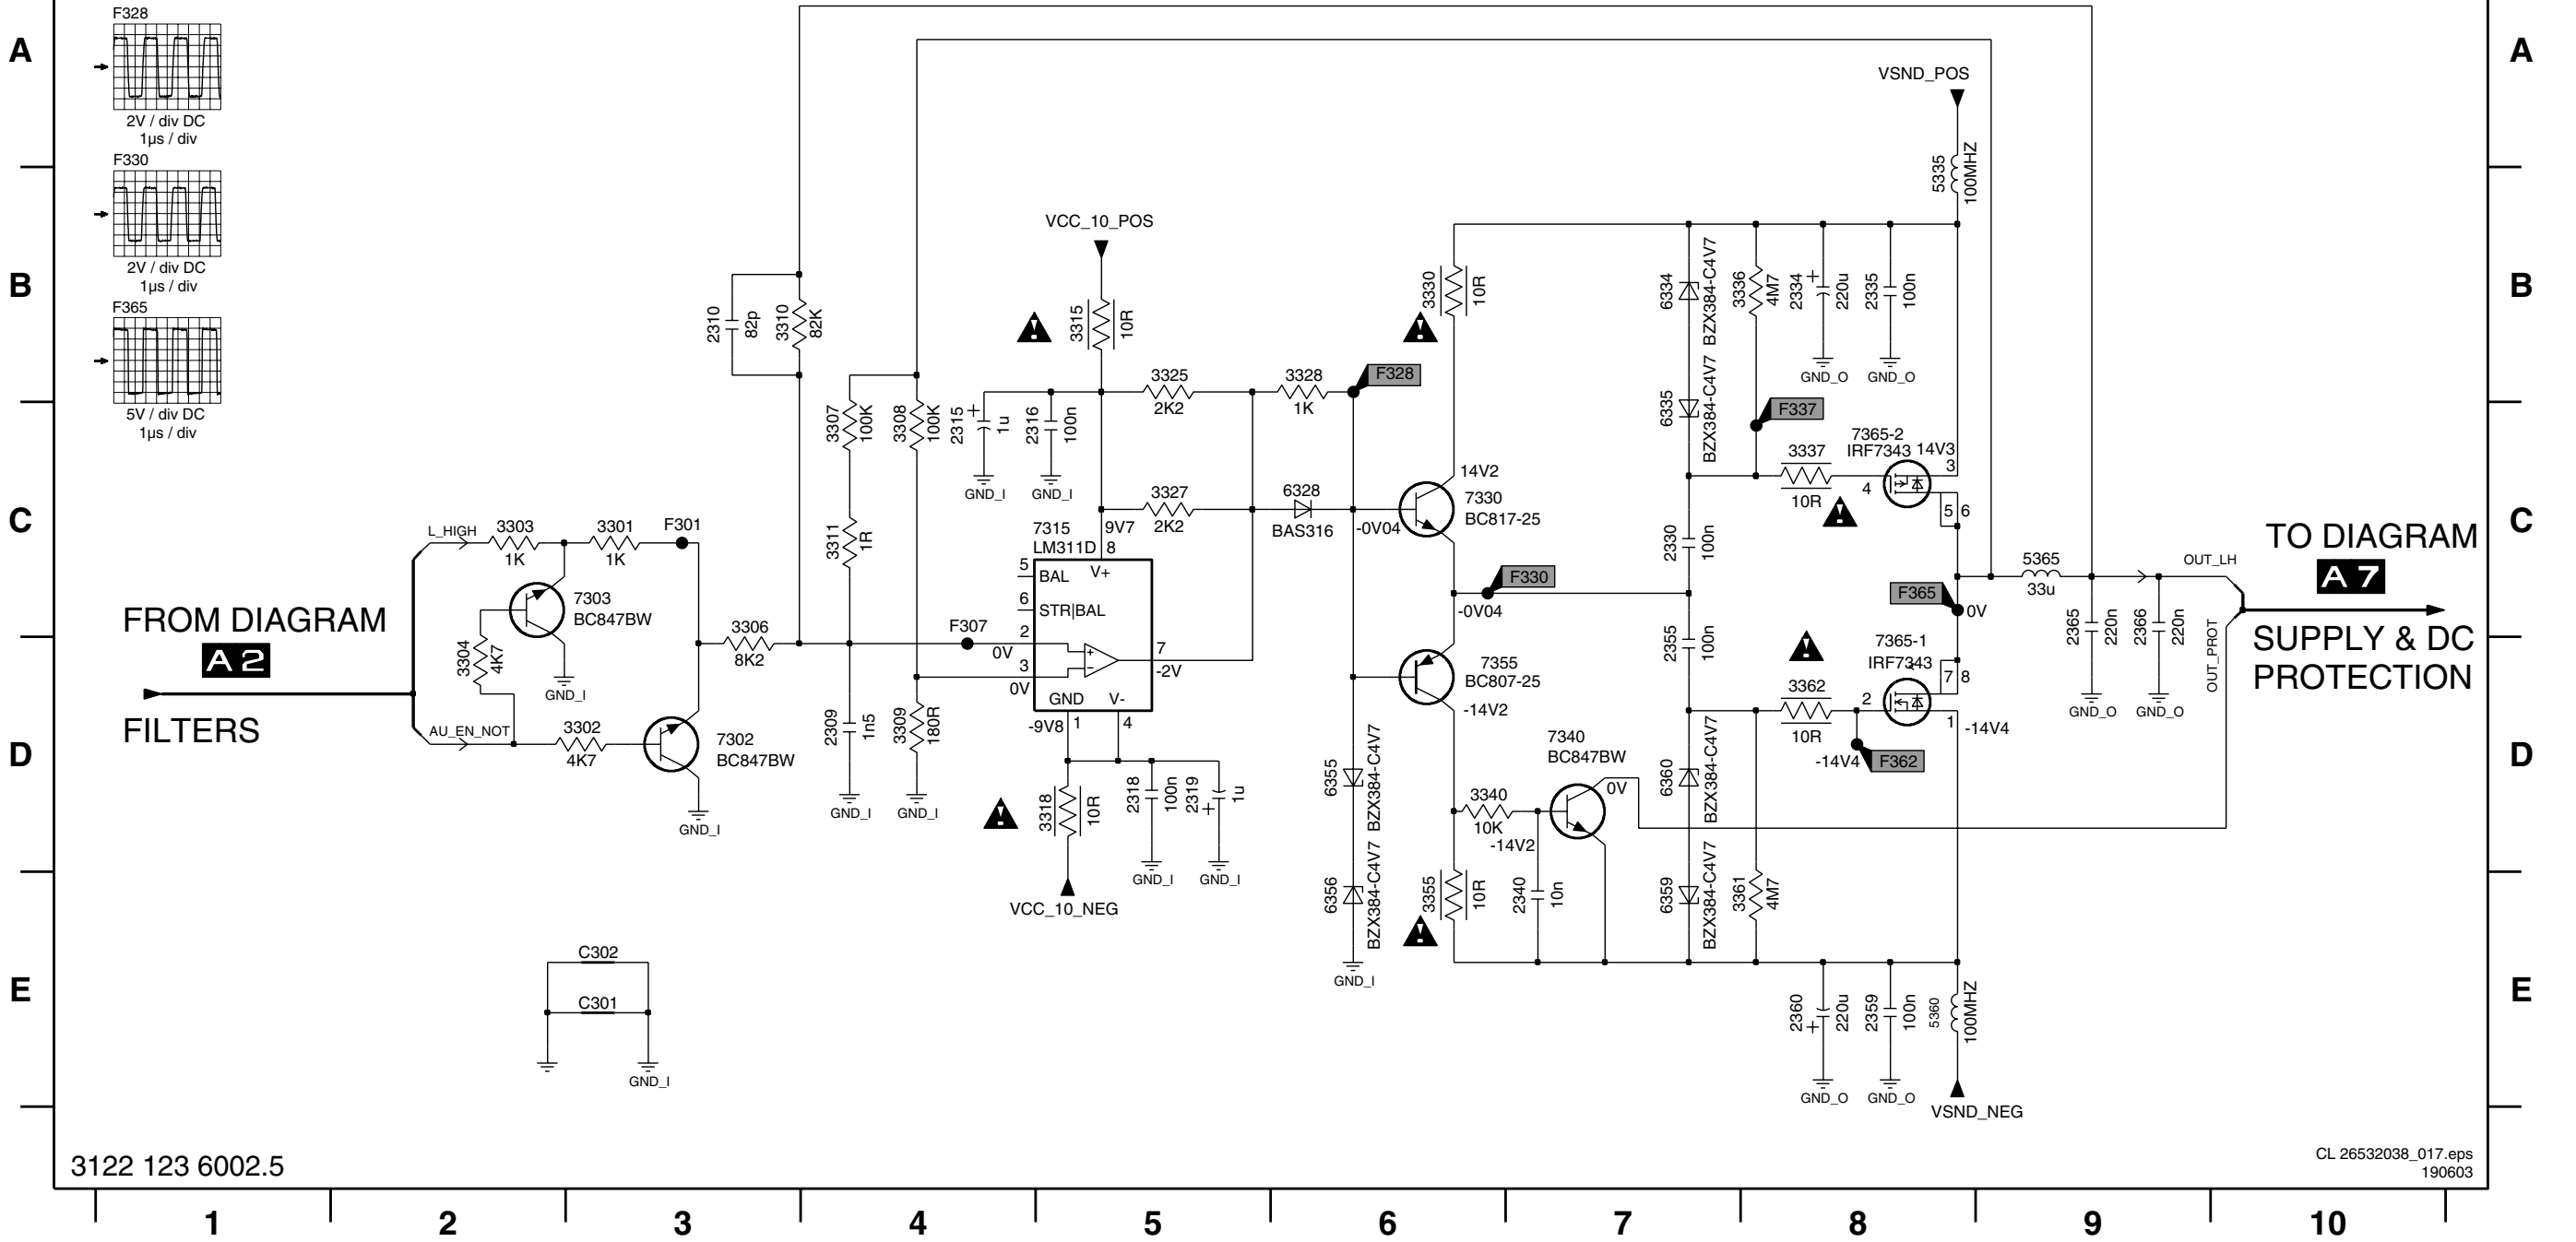 F328
2V / div DC
1µs / div
F330
2V / div DC
1µs / div
F365
5V / div DC
1µs / div
A
B
C
D
E
A
B
C
D
E
FROM DIAGRAM
A 2
FILTERS
L_HIGH
3303
1K
3301
1K
F301
7303
BC847BW
3304
4K7
GND_I
AU_EN_NOT
3302
4K7
7302
BC847BW
GND_I
3306
8K2
2310
82p
3310
82K
3307
100K
3308
100K
3311
1R
2309
1n5
GND_I
3309
180R
GND_I
F307
VCC_10_POS
3315
10R
2315
1u
GND_I
2316
100n
GND_I
3325
2K2
3328
1K
F328
3327
2K2
9V7
6328
BAS316
7315
LM311D
8
5
BAL
V+
6
STR|BAL
2
0V
3
0V
7
-2V
GND
V-
-9V8
1
4
3318
10R
2318
100n
GND_I
2319
1u
GND_I
VCC_10_NEG
3330
10R
14V2
7330
BC817-25
-0V04
F330
-0V04
7355
BC807-25
-14V2
6355
BZX384-C4V7
6356
BZX384-C4V7
GND_I
3340
10K
-14V2
7340
BC847BW
0V
3355
10R
2340
10n
6334
BZX384-C4V7
6335
BZX384-C4V7
3336
4M7
2334
220u
GND_O
2335
100n
GND_O
F337
3337
10R
7365-2
IRF7343
14V3
3
4
5
6
VSND_POS
5335
100MHZ
2330
100n
2355
100n
F365
0V
7365-1
IRF7343
7
8
3362
10R
2
1
-14V4
-14V4
F362
6360
BZX384-C4V7
6359
BZX384-C4V7
3361
4M7
2360
220u
GND_O
2359
100n
GND_O
5360
100MHZ
VSND_NEG
5365
33u
2365
220n
GND_O
2366
220n
GND_O
OUT_LH
OUT_PROT
TO DIAGRAM
A 7
SUPPLY & DC
PROTECTION
C302
C301
GND_I
3122 123 6002.5
CL 26532038_017.eps
190603
1
2
3
4
5
6
7
8
9
10